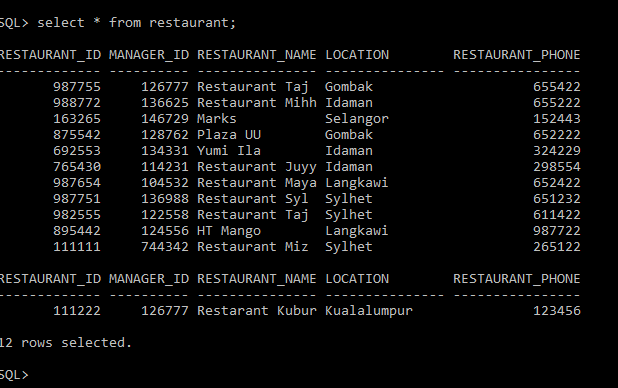 SQL> select * from restaurant;
RESTAURANT_ID MANAGER_ID RESTAURANT_NAME LOCATION        RESTAURANT_PHONE
------------- ---------- --------------- --------------- ----------------
       987755     126777 Restaurant Taj  Gombak                    655422
       988772     136625 Restaurant Mihh Idaman                    655222
       163265     146729 Marks           Selangor                  152443
       875542     128762 Plaza UU        Gombak                    652222
       692553     134331 Yumi Ila        Idaman                    324229
       765430     114231 Restaurant Juyy Idaman                    298554
       987654     104532 Restaurant Maya Langkawi                  652422
       987751     136988 Restaurant Syl  Sylhet                    651232
       982555     122558 Restaurant Taj  Sylhet                    611422
       895442     124556 HT Mango        Langkawi                  987722
       111111     744342 Restaurant Miz  Sylhet                    265122
RESTAURANT_ID MANAGER_ID RESTAURANT_NAME LOCATION        RESTAURANT_PHONE
------------- ---------- --------------- --------------- ----------------
       111222     126777 Restarant Kubur Kualalumpur               123456
12 rows selected.
SQL>